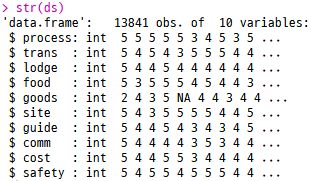 > str(ds)
'data.frame':   13841 obs. of  10 variables:
 $ process: int  5 5 5 5 5 3 4 5 3 5 ...
 $ trans  : int  5 4 5 4 3 5 5 5 4 4 ...
 $ lodge  : int  5 4 4 5 4 4 4 4 4 4 ...
 $ food   : int  5 3 5 5 5 4 5 4 4 3 ...
 $ goods  : int  2 4 3 5 NA 4 4 3 4 4 ...
 $ site   : int  5 4 3 5 5 5 5 4 4 5 ...
 $ guide  : int  5 4 4 5 4 3 4 3 4 5 ...
 $ comm   : int  5 4 4 4 4 3 5 3 4 4 ...
 $ cost   : int  5 4 4 5 5 3 4 4 4 4 ...
 $ safety : int  5 4 5 4 5 5 5 4 4 4 ...